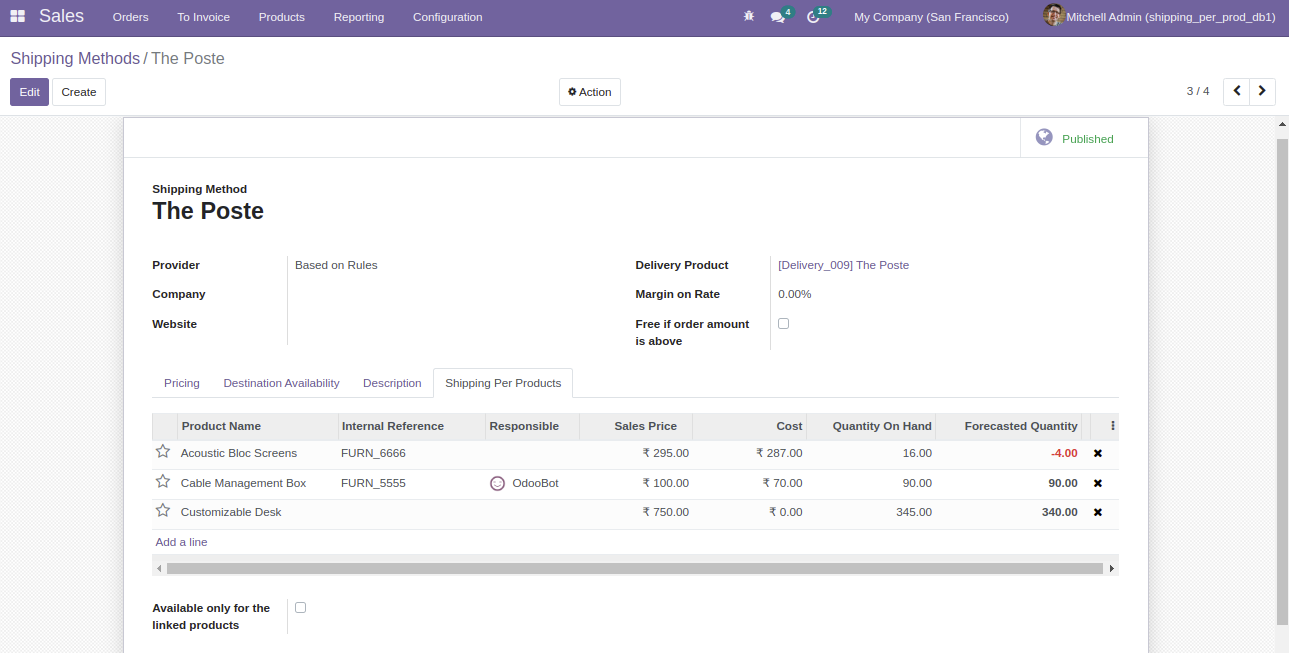 Sales Orders To Invoice Products Reporting Configuration 4 12 My Company (San Francisco) Mitchell Admin (shipping_per_prod_db1)
Shipping Methods / The Poste
Edit Create Action 3 / 4
Published
Shipping Method
The Poste
Provider Based on Rules Delivery Product [Delivery_009] The Poste
Company Margin on Rate 0.00%
Website Free if order amount
is above
Pricing Destination Availability Description Shipping Per Products
Product Name Internal Reference Responsible Sales Price Cost Quantity On Hand Forecasted Quantity
Acoustic Bloc Screens FURN_6666 ₹ 295.00 ₹ 287.00 16.00 -4.00
Cable Management Box FURN_5555 OdooBot ₹ 100.00 ₹ 70.00 90.00 90.00
Customizable Desk ₹ 750.00 ₹ 0.00 345.00 340.00
Add a line
Available only for the
linked products